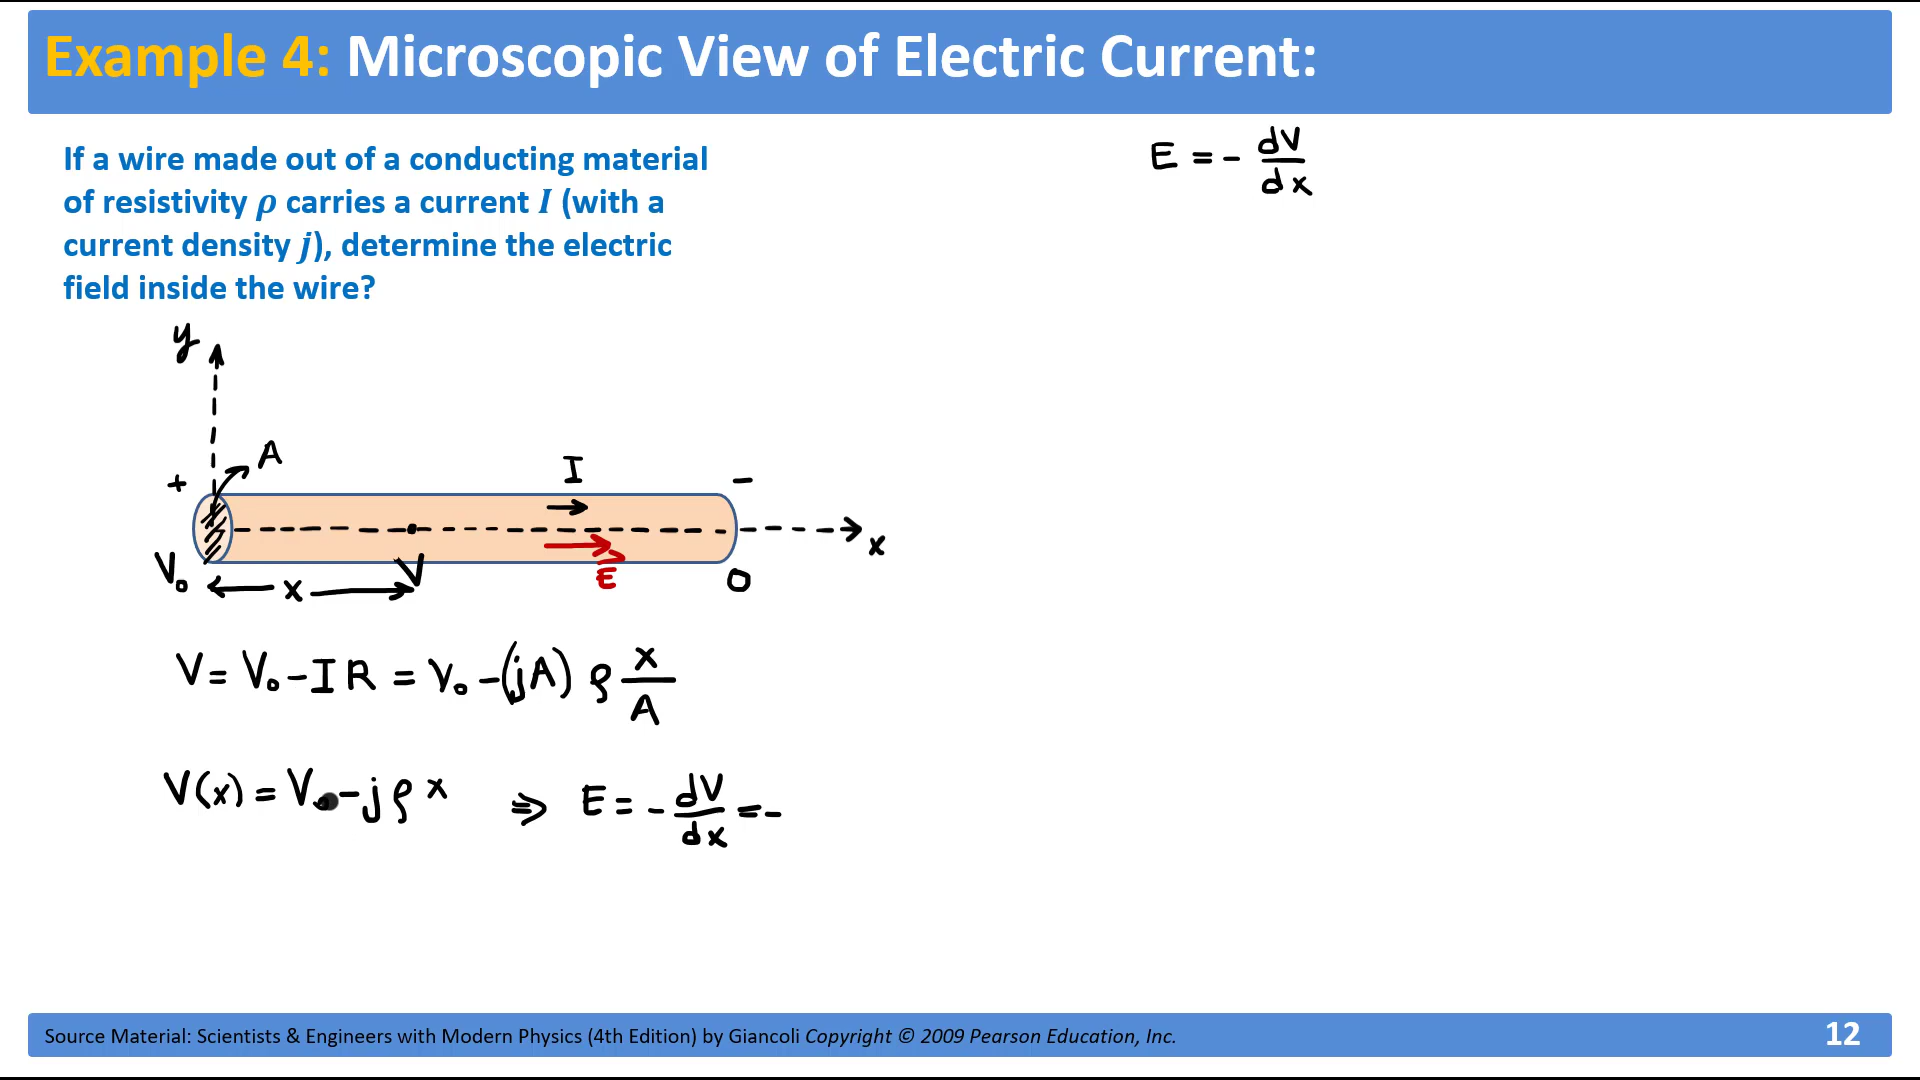 Example 4: Microscopic View of Electric Current:
If a wire made out of a conducting material
of resistivity ρ carries a current I (with a
current density j), determine the electric
field inside the wire?
E = - dV/dx
y
A
+
I
-
x
V₀
x
V
E⃗
0
V = V₀ - I R = V₀ - (jA) ρ x/A
V(x) = V₀ - jρx ⇒ E = - dV/dx = -
Source Material: Scientists & Engineers with Modern Physics (4th Edition) by Giancoli Copyright © 2009 Pearson Education, Inc.
12